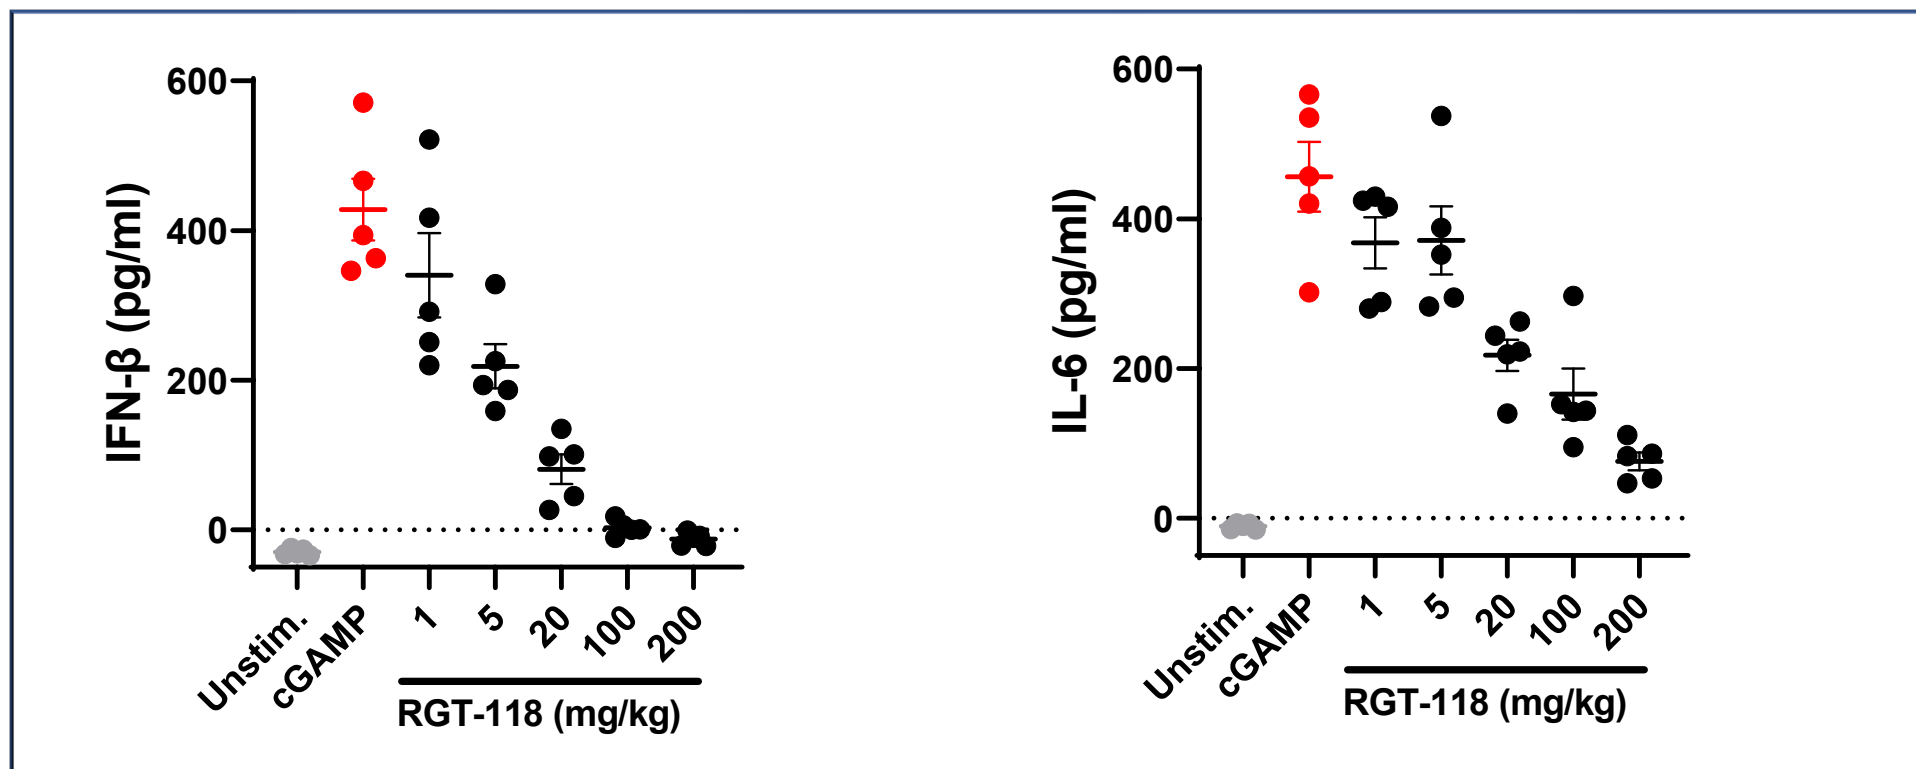 IFN-β (pg/ml)
600
400
200
0
Unstim.
cGAMP
1
5
20
100
200
RGT-118 (mg/kg)
IL-6 (pg/ml)
600
400
200
0
Unstim.
cGAMP
1
5
20
100
200
RGT-118 (mg/kg)